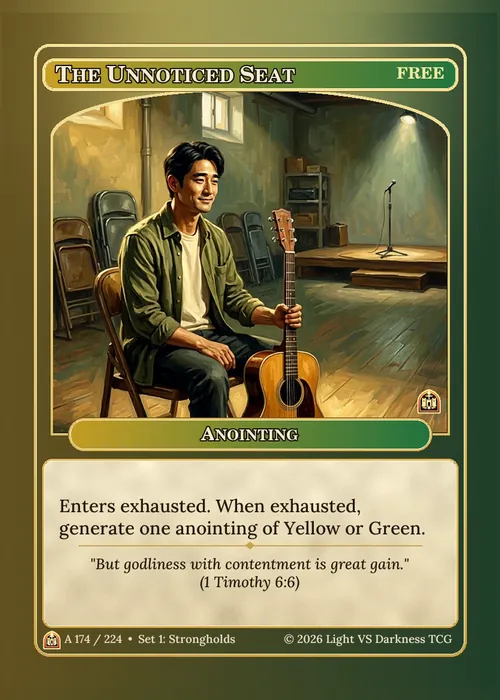 The Unnoticed Seat
FREE
Anointing
Enters exhausted. When exhausted,
generate one anointing of Yellow or Green.
"But godliness with contentment is great gain."
(1 Timothy 6:6)
A 174 / 224 • Set 1: Strongholds
© 2026 Light VS Darkness TCG